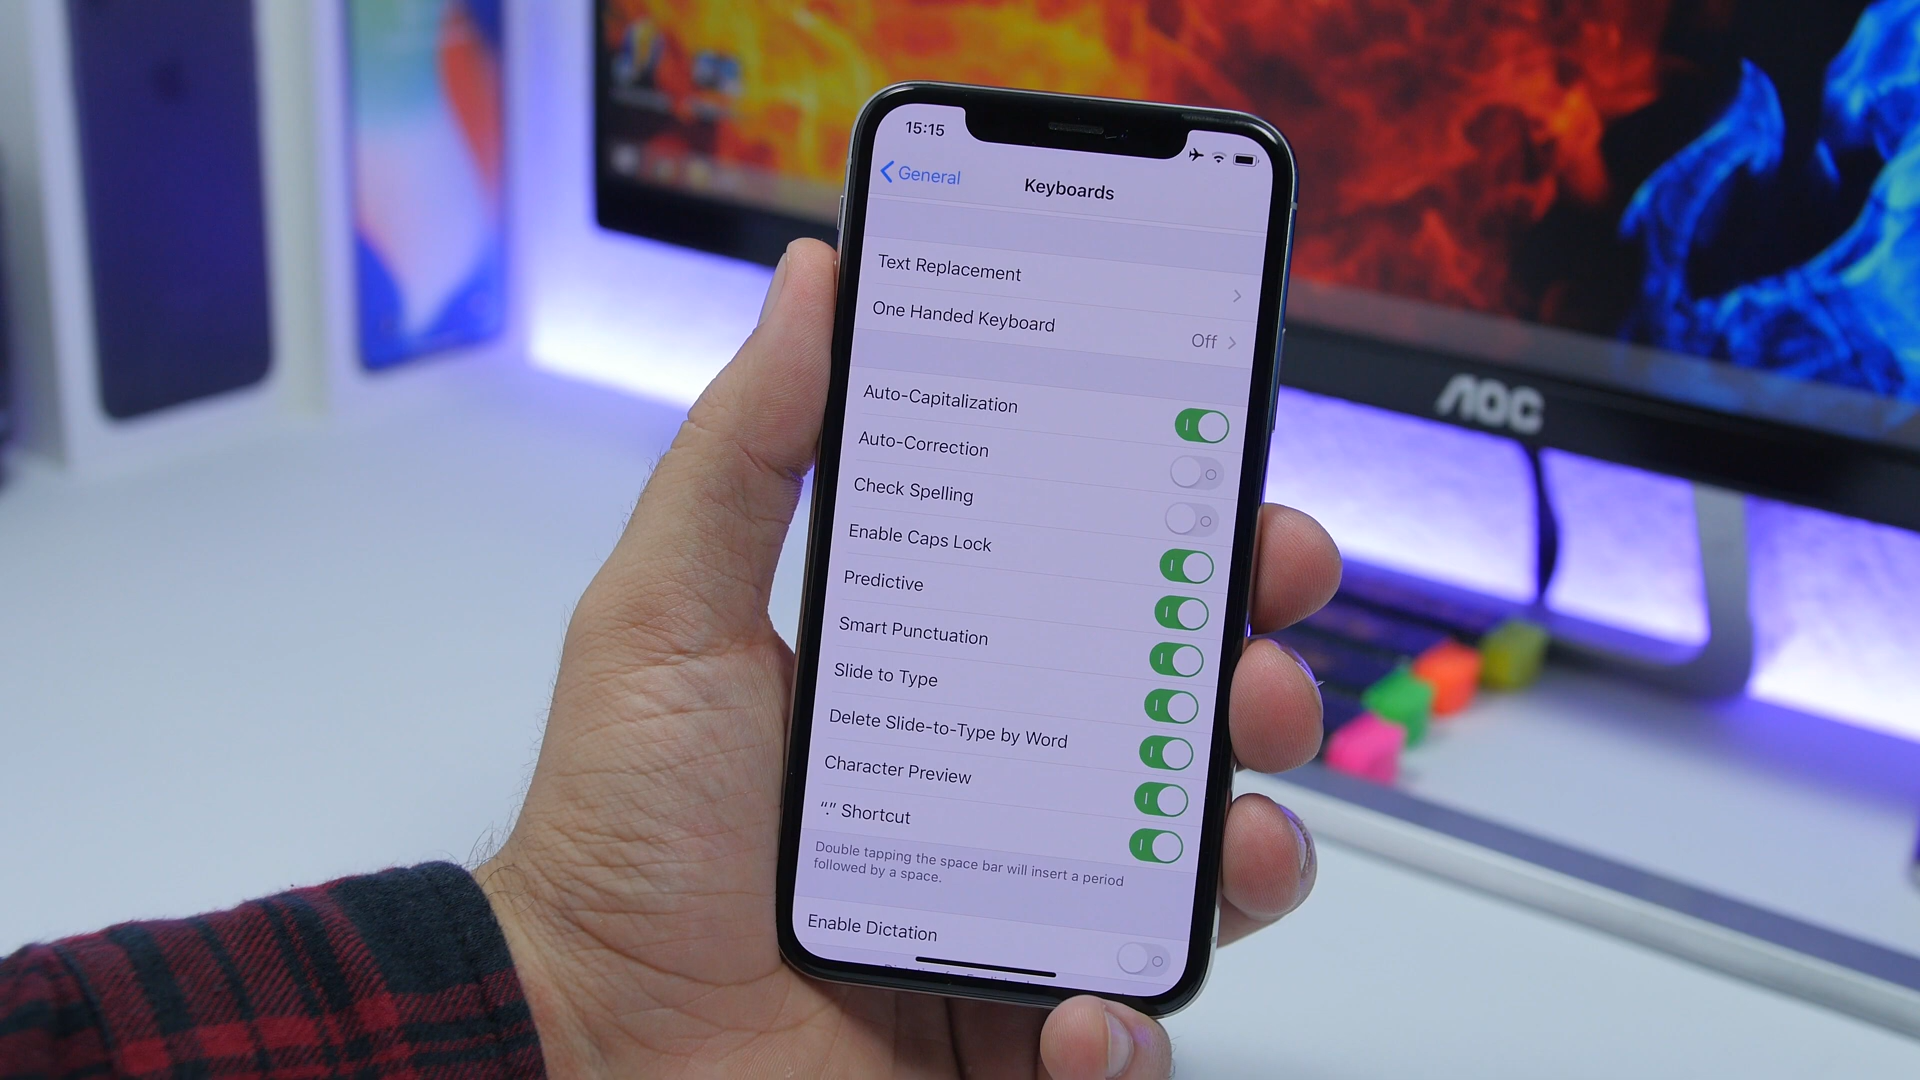 15:15
General
Keyboards
Text Replacement
One Handed Keyboard
Off
Auto-Capitalization
Auto-Correction
Check Spelling
Enable Caps Lock
Predictive
Smart Punctuation
Slide to Type
Delete Slide-to-Type by Word
Character Preview
“.” Shortcut
Double tapping the space bar will insert a period
followed by a space.
Enable Dictation
AOC